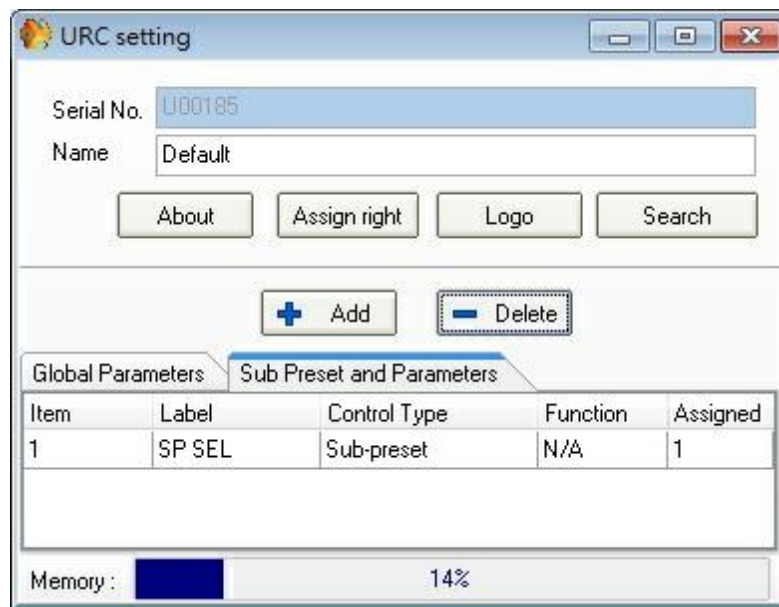 URC setting
Serial No. U00185
Name Default
About Assign right Logo Search
Add Delete
Global Parameters Sub Preset and Parameters
Item Label Control Type Function Assigned
1 SP SEL Sub-preset N/A 1
Memory : 14%